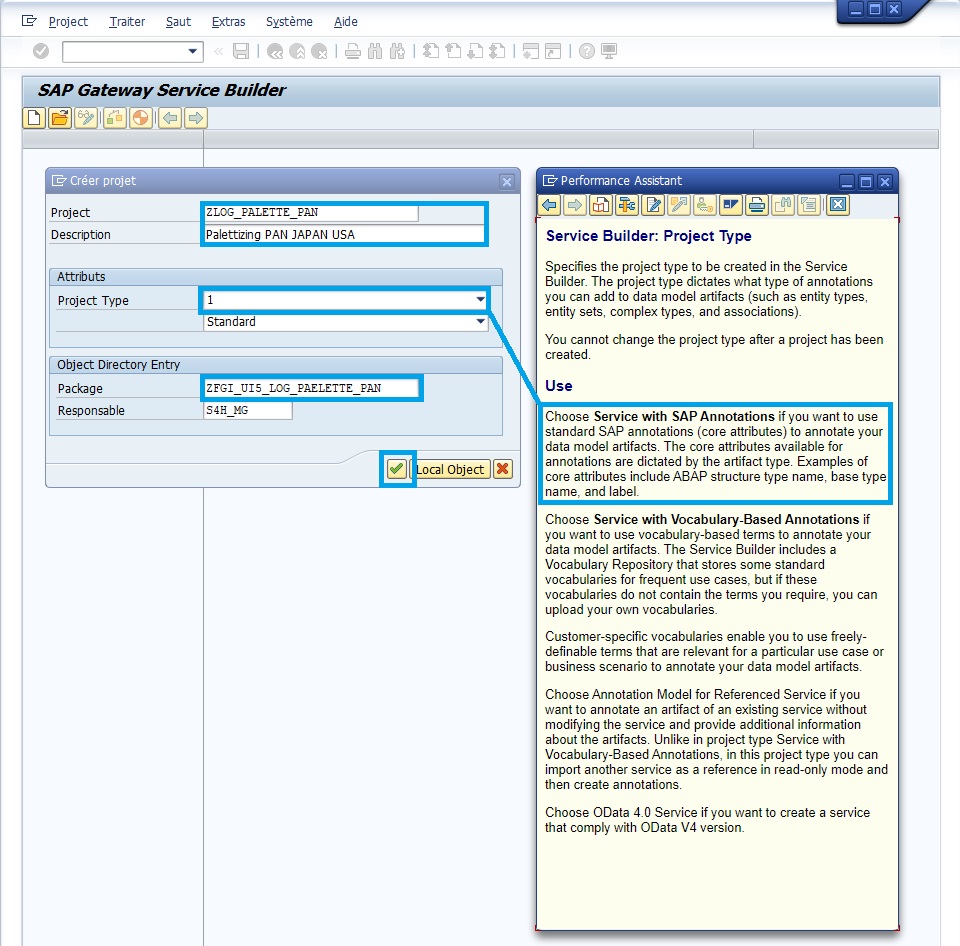 Project Traiter Saut Extras Système Aide
SAP Gateway Service Builder
Créer projet
Project ZLOG_PALETTE_PAN
Description Palettizing PAN JAPAN USA
Attributs
Project Type 1
Standard
Object Directory Entry
Package ZFGI_UI5_LOG_PAELETTE_PAN
Responsable S4H_MG
Local Object
Performance Assistant
Service Builder: Project Type
Specifies the project type to be created in the Service
Builder. The project type dictates what type of annotations
you can add to data model artifacts (such as entity types,
entity sets, complex types, and associations).
You cannot change the project type after a project has been
created.
Use
Choose Service with SAP Annotations if you want to use
standard SAP annotations (core attributes) to annotate your
data model artifacts. The core attributes available for
annotations are dictated by the artifact type. Examples of
core attributes include ABAP structure type name, base type
name, and label.
Choose Service with Vocabulary-Based Annotations if
you want to use vocabulary-based terms to annotate your
data model artifacts. The Service Builder includes a
Vocabulary Repository that stores some standard
vocabularies for frequent use cases, but if these
vocabularies do not contain the terms you require, you can
upload your own vocabularies.
Customer-specific vocabularies enable you to use freely-
definable terms that are relevant for a particular use case or
business scenario to annotate your data model artifacts.
Choose Annotation Model for Referenced Service if you
want to annotate an artifact of an existing service without
modifying the service and provide additional information
about the artifacts. Unlike in project type Service with
Vocabulary-Based Annotations, in this project type you can
import another service as a reference in read-only mode and
then create annotations.
Choose OData 4.0 Service if you want to create a service
that comply with OData V4 version.